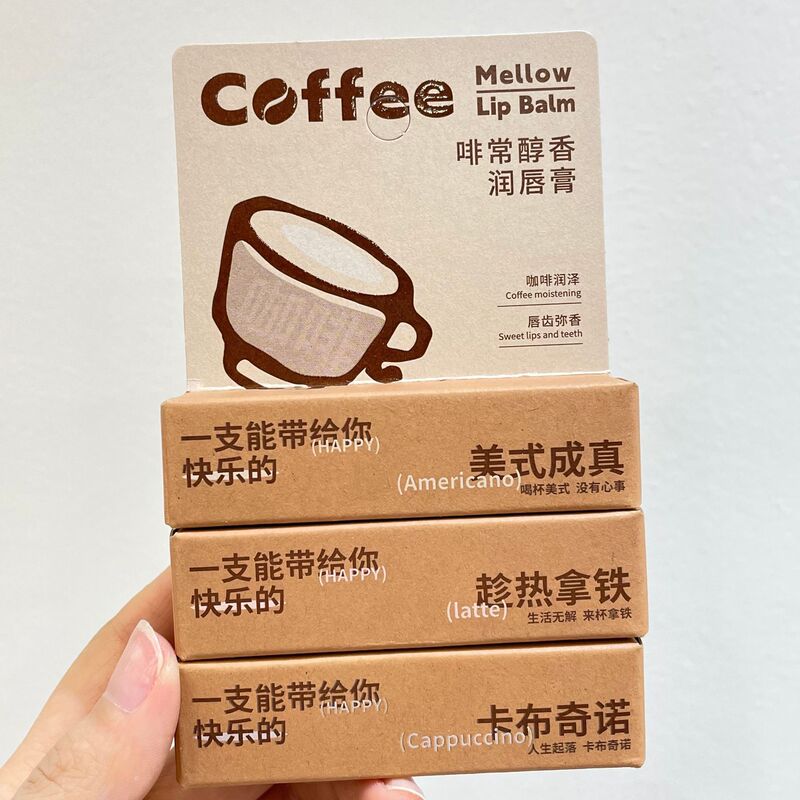 Coffee
Mellow
Lip Balm
啡常醇香
润唇膏
咖啡润泽
Coffee moistening
唇齿弥香
Sweet lips and teeth
一支能带给你
(HAPPY)
快乐的
美式成真
(Americano)
喝杯美式 没有心事
一支能带给你
(HAPPY)
快乐的
趁热拿铁
(latte)
生活无解 来杯拿铁
一支能带给你
(HAPPY)
快乐的
卡布奇诺
(Cappuccino)
人生起落 卡布奇诺